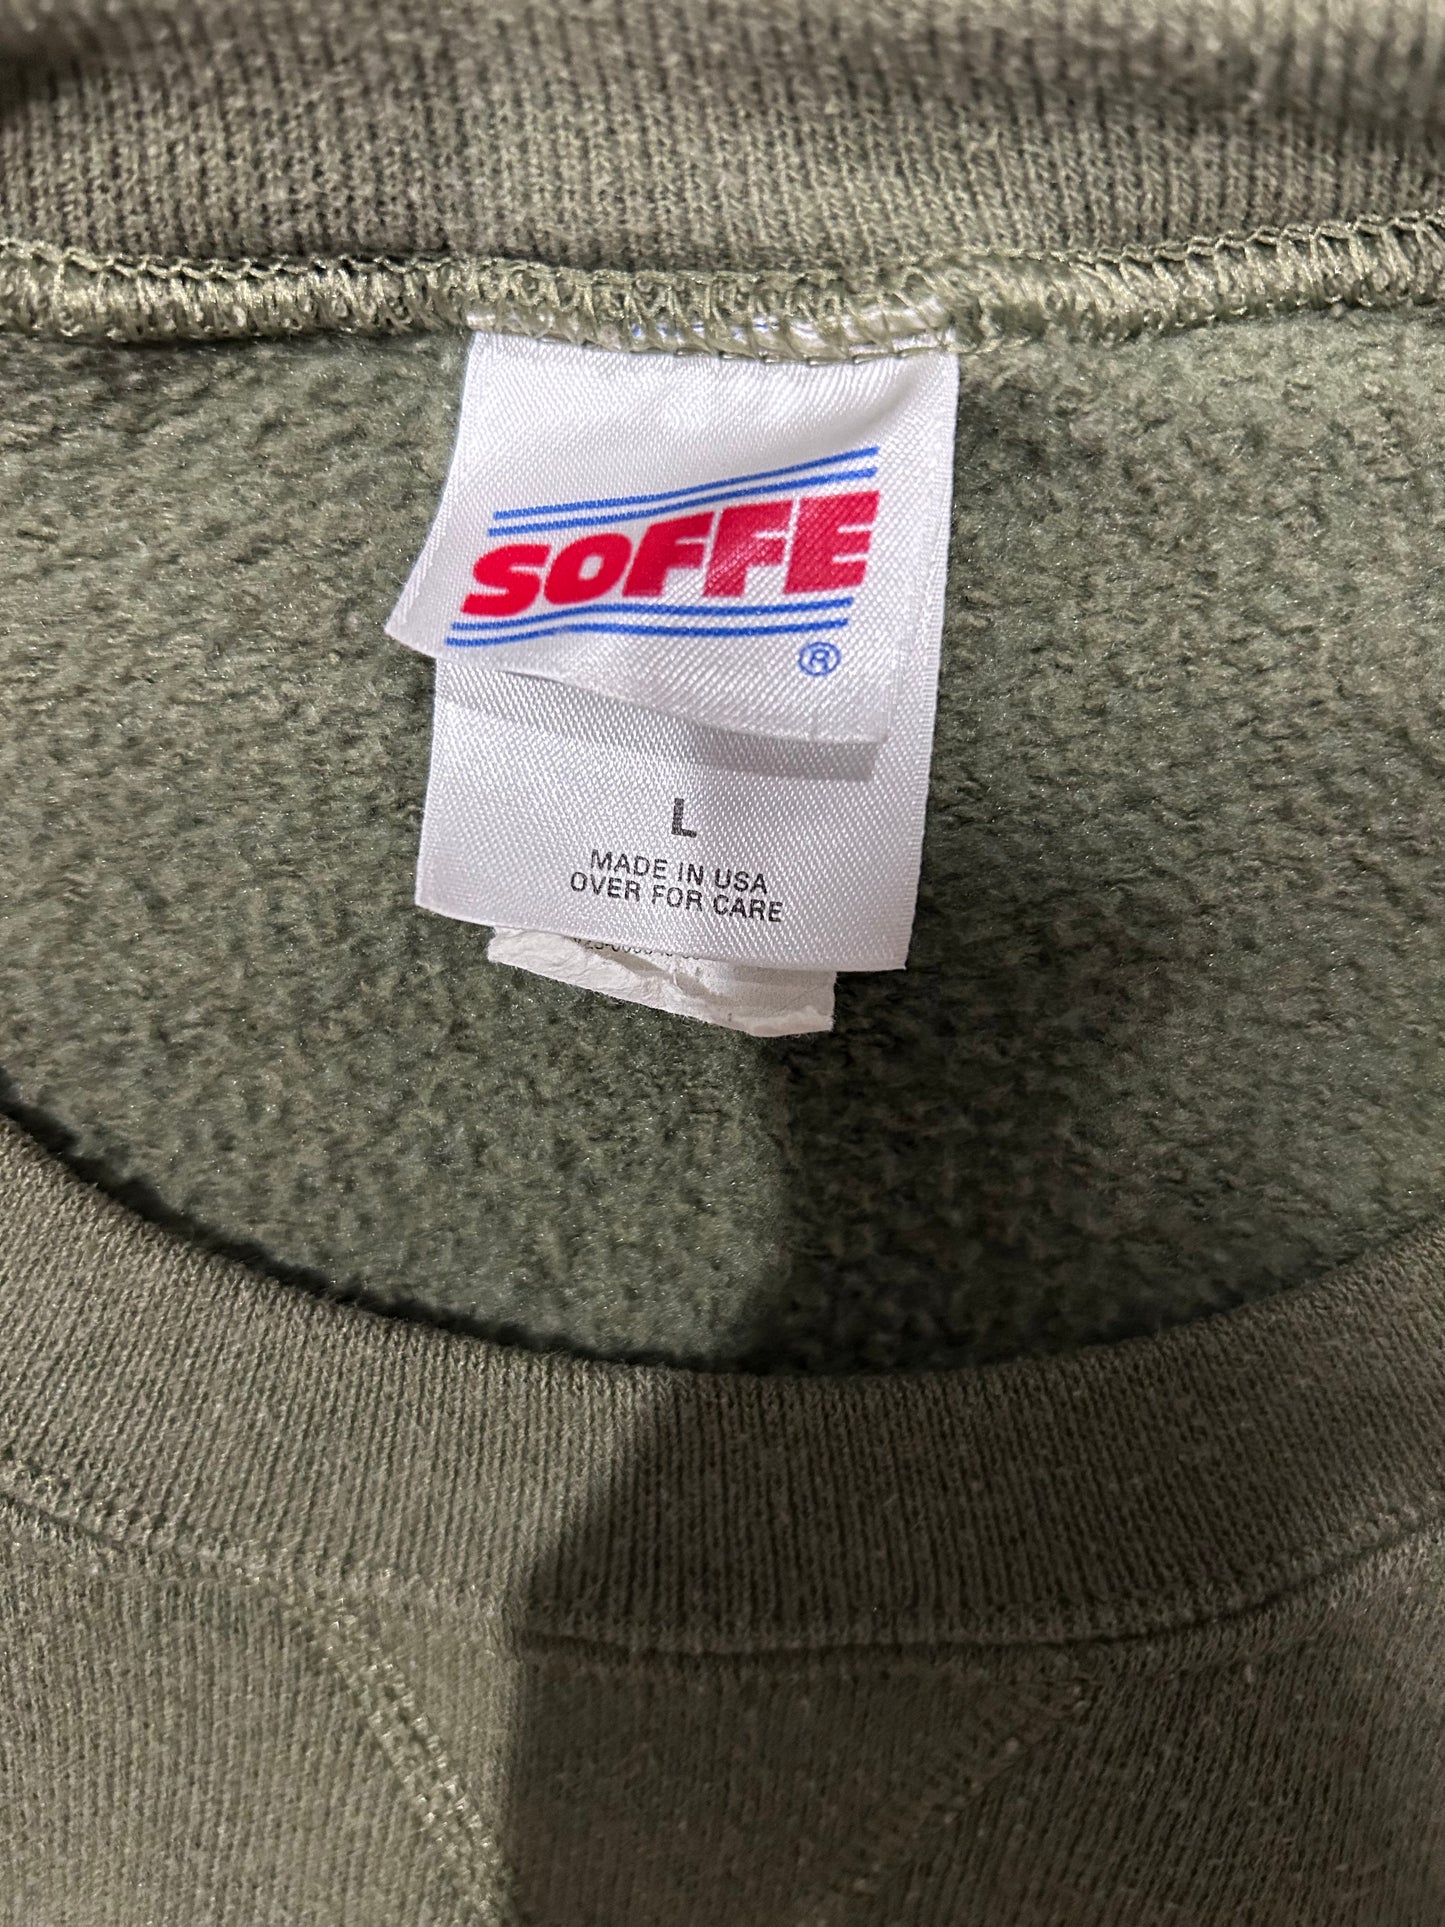 SOFFE
®
L
MADE IN USA
OVER FOR CARE